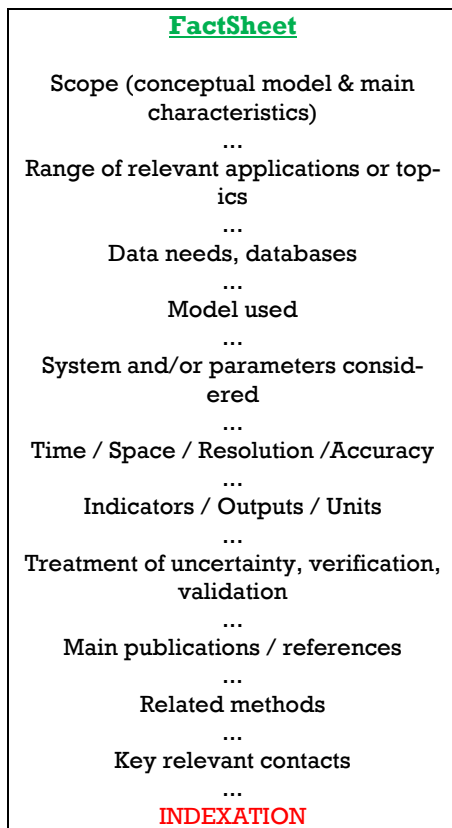 FactSheet
Scope (conceptual model & main
characteristics)
...
Range of relevant applications or top-
ics
...
Data needs, databases
...
Model used
...
System and/or parameters consid-
ered
...
Time / Space / Resolution /Accuracy
...
Indicators / Outputs / Units
...
Treatment of uncertainty, verification,
validation
...
Main publications / references
...
Related methods
...
Key relevant contacts
...
INDEXATION